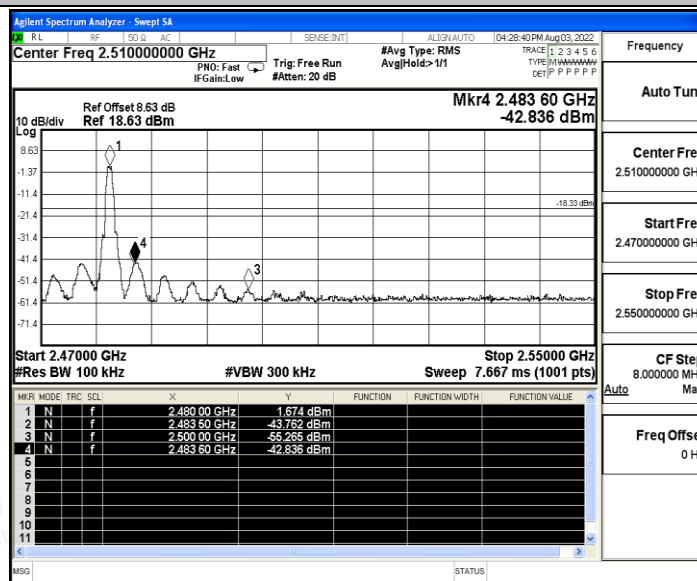 Agilent Spectrum Analyzer - Swept SA
LXI RL RF 50 Ω AC SENSE:INT ALIGNAUTO 04:28:40 PM Aug 03, 2022
Center Freq 2.510000000 GHz
PNO: Fast
IFGain:Low
Trig: Free Run
#Atten: 20 dB
#Avg Type: RMS
Avg|Hold:> 1/1
TRACE 1 2 3 4 5 6
TYPE M WWWWW
DET P P P P P P
Ref Offset 8.63 dB
10 dB/div Ref 18.63 dBm
Log
Mkr4 2.483 60 GHz
-42.836 dBm
8.63
-1.37
-11.4
-21.4
-31.4
-41.4
-51.4
-61.4
-71.4
1
4
3
-18.33 dBm
Start 2.47000 GHz Stop 2.55000 GHz
#Res BW 100 kHz #VBW 300 kHz Sweep 7.667 ms (1001 pts)
MKR MODE TRC SCL X Y FUNCTION FUNCTION WIDTH FUNCTION VALUE
1 N f 2.480 00 GHz 1.674 dBm
2 N f 2.483 50 GHz -43.762 dBm
3 N f 2.500 00 GHz -55.265 dBm
4 N f 2.483 60 GHz -42.836 dBm
5
6
7
8
9
10
11
MSG STATUS
Frequency
Auto Tun
Center Fre
2.510000000 GH
Start Fre
2.470000000 GH
Stop Fre
2.550000000 GH
CF Ste
8.000000 MH
Auto Ma
Freq Offse
0 H